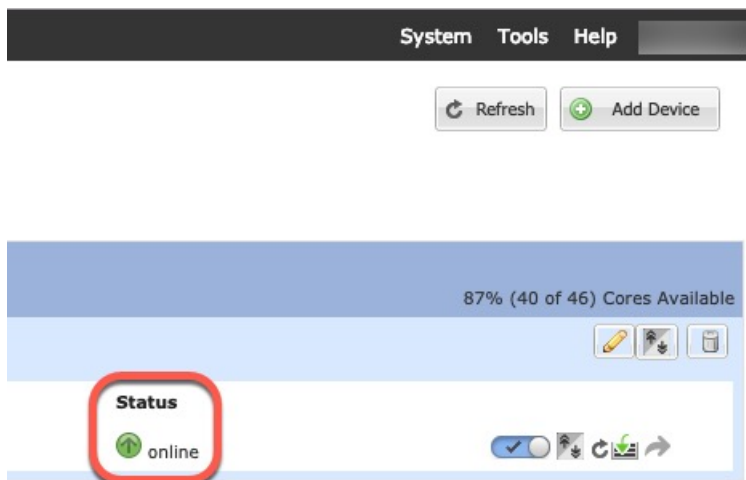 System Tools Help
Refresh Add Device
87% (40 of 46) Cores Available
Status
online